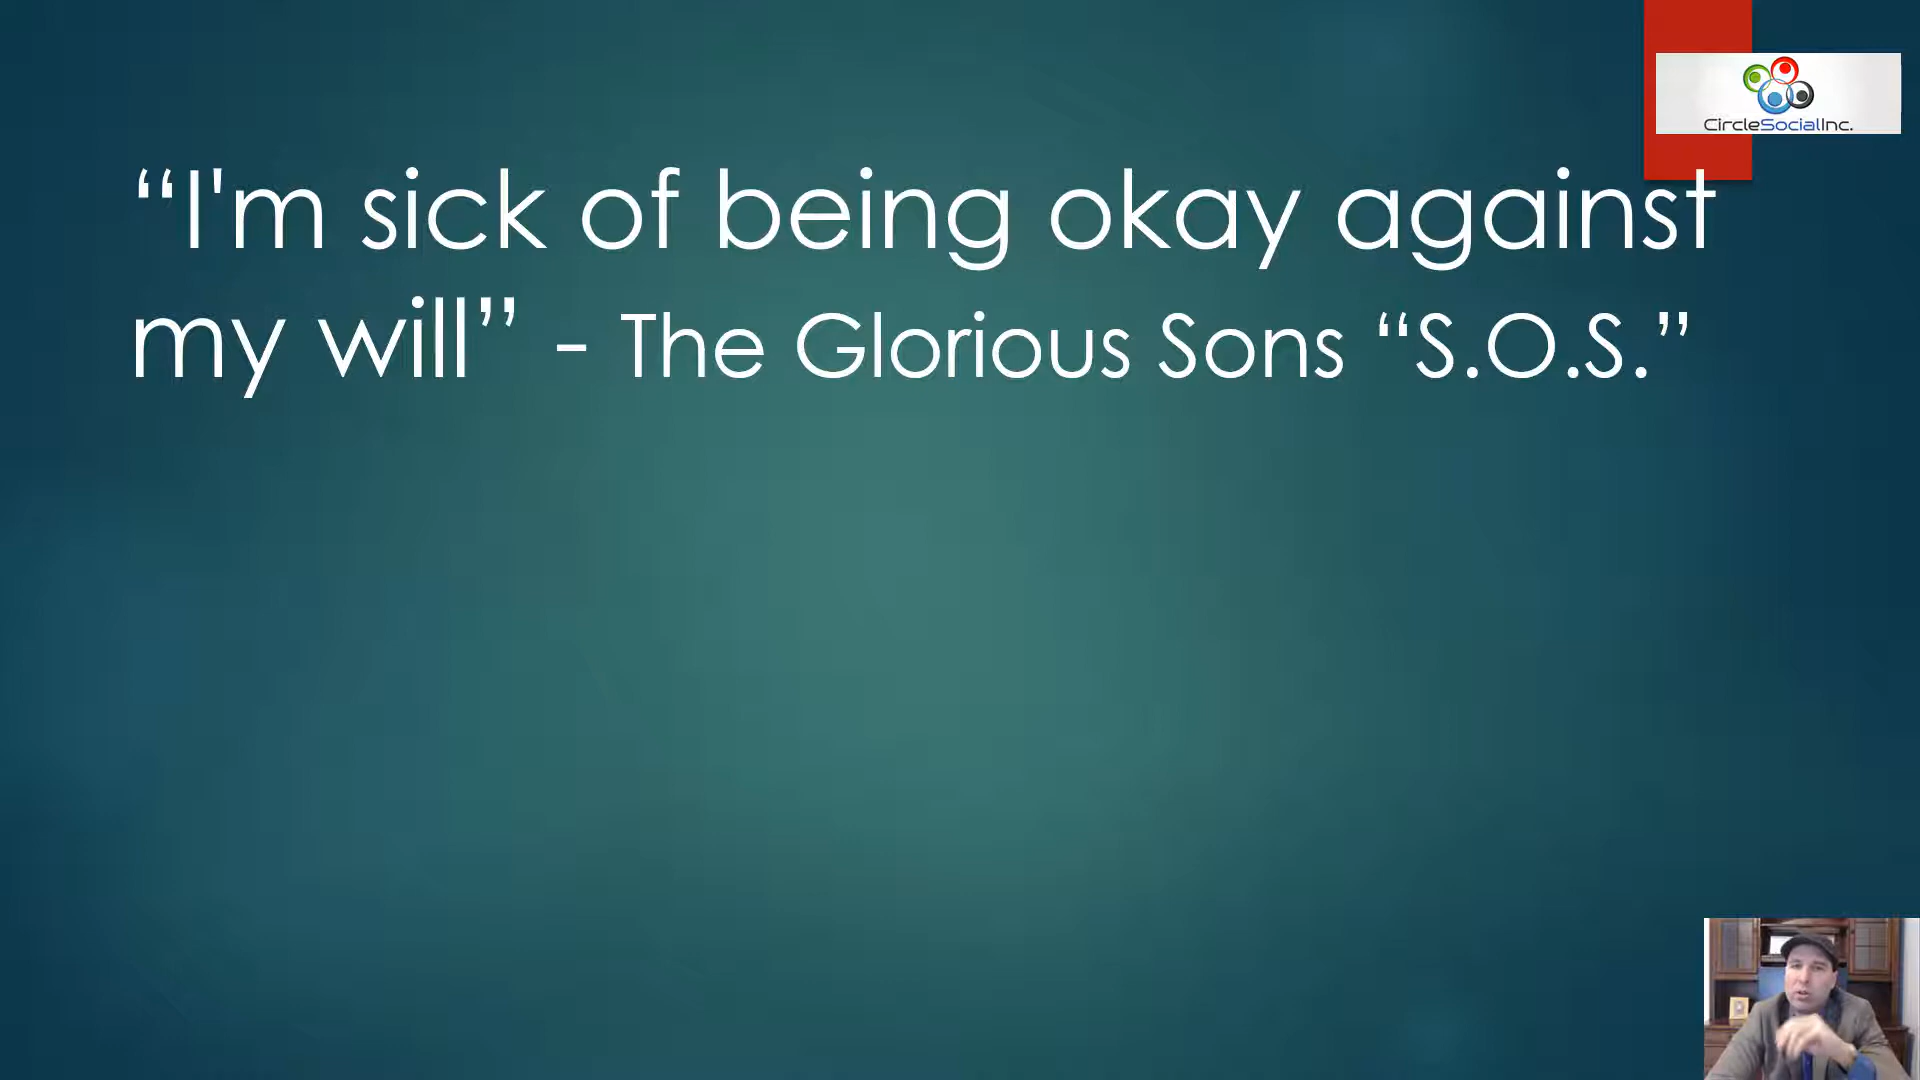 CircleSocialInc.
“I'm sick of being okay against
my will” - The Glorious Sons “S.O.S.”